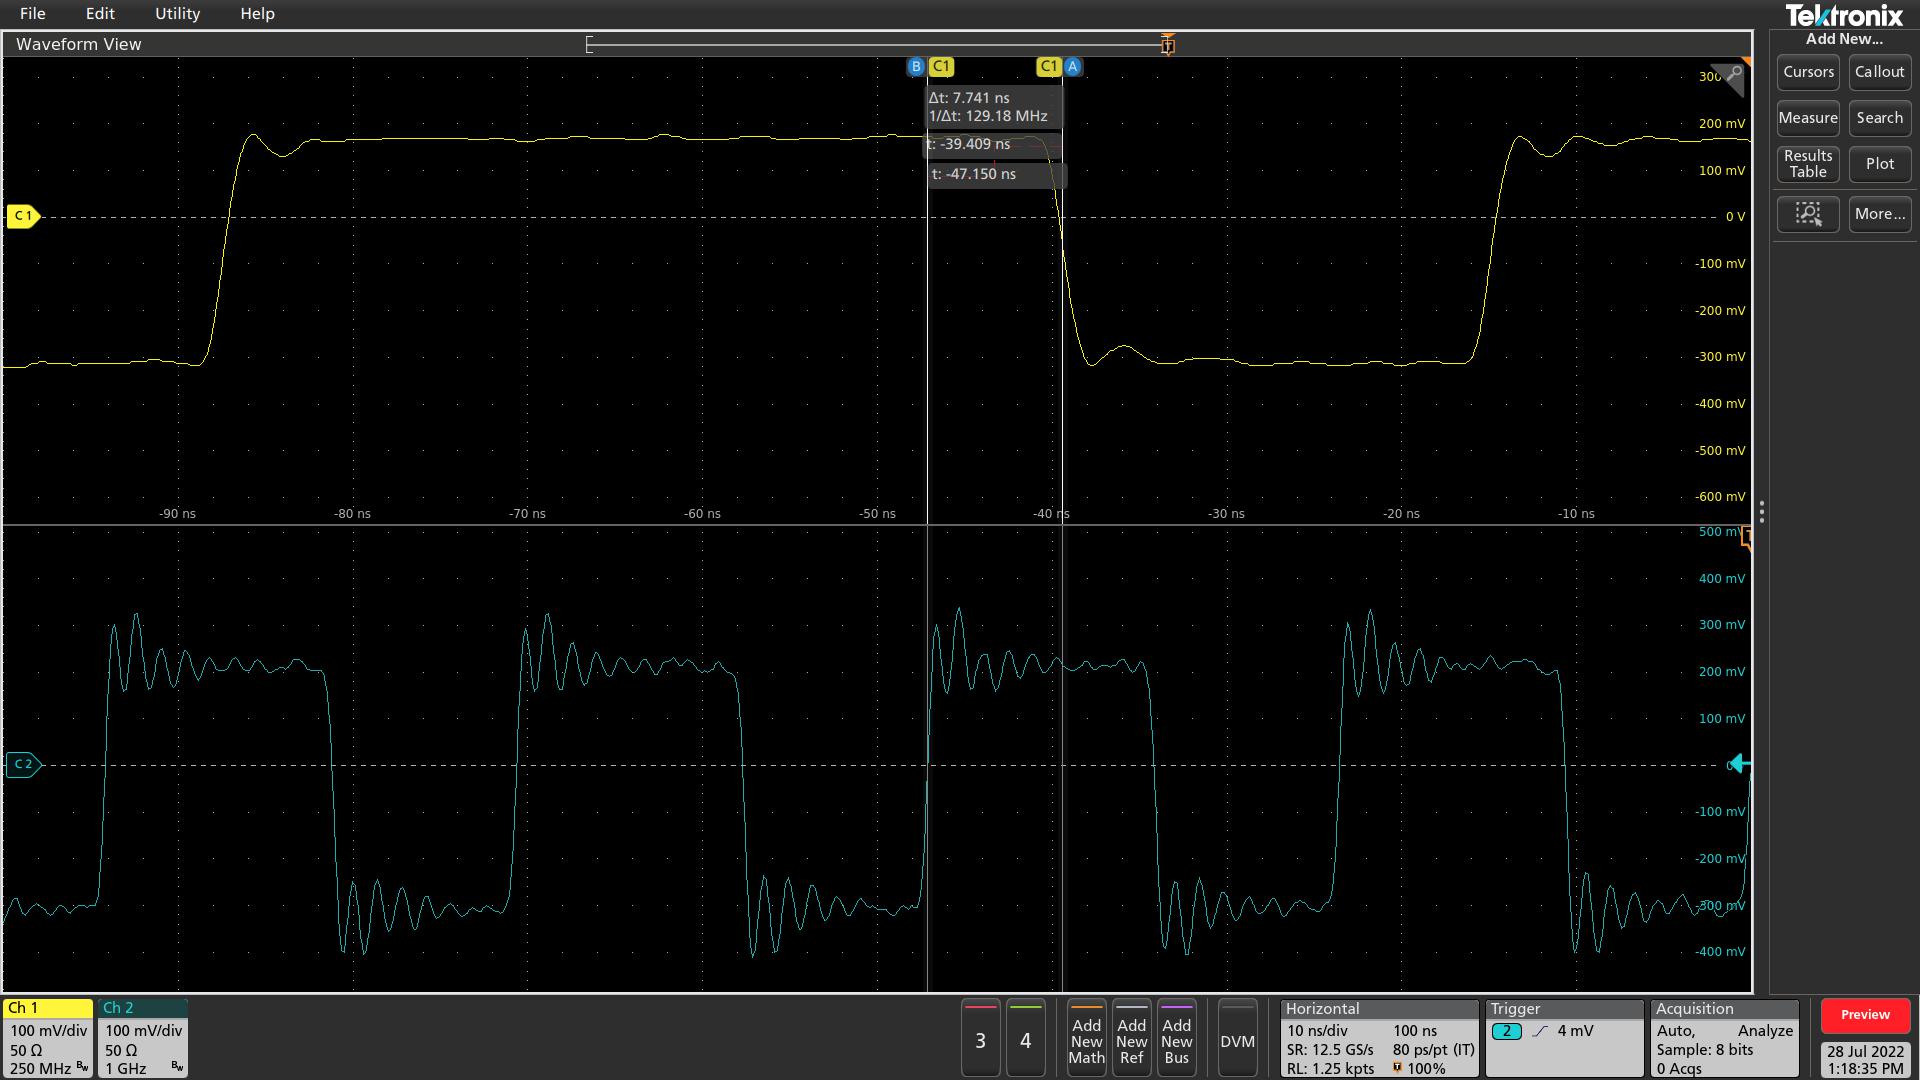 File Edit Utility Help
Tektronix
Waveform View
Add New...
Cursors Callout
Measure Search
Results Table Plot
More...
B C1 C1 A
Δt: 7.741 ns
1/Δt: 129.18 MHz
t: -39.409 ns
t: -47.150 ns
C 1
200 mV
100 mV
0 V
-100 mV
-200 mV
-300 mV
-400 mV
-500 mV
-600 mV
-90 ns -80 ns -70 ns -60 ns -50 ns -40 ns -30 ns -20 ns -10 ns
500 mV
400 mV
300 mV
200 mV
100 mV
C 2
-100 mV
-200 mV
-300 mV
-400 mV
Ch 1
100 mV/div
50 Ω
250 MHz Bw
Ch 2
100 mV/div
50 Ω
1 GHz Bw
3
4
Add
New
Math
Add
New
Ref
Add
New
Bus
DVM
Horizontal
10 ns/div 100 ns
SR: 12.5 GS/s 80 ps/pt (IT)
RL: 1.25 kpts T 100%
Trigger
2 4 mV
Acquisition
Auto, Analyze
Sample: 8 bits
0 Acqs
Preview
28 Jul 2022
1:18:35 PM